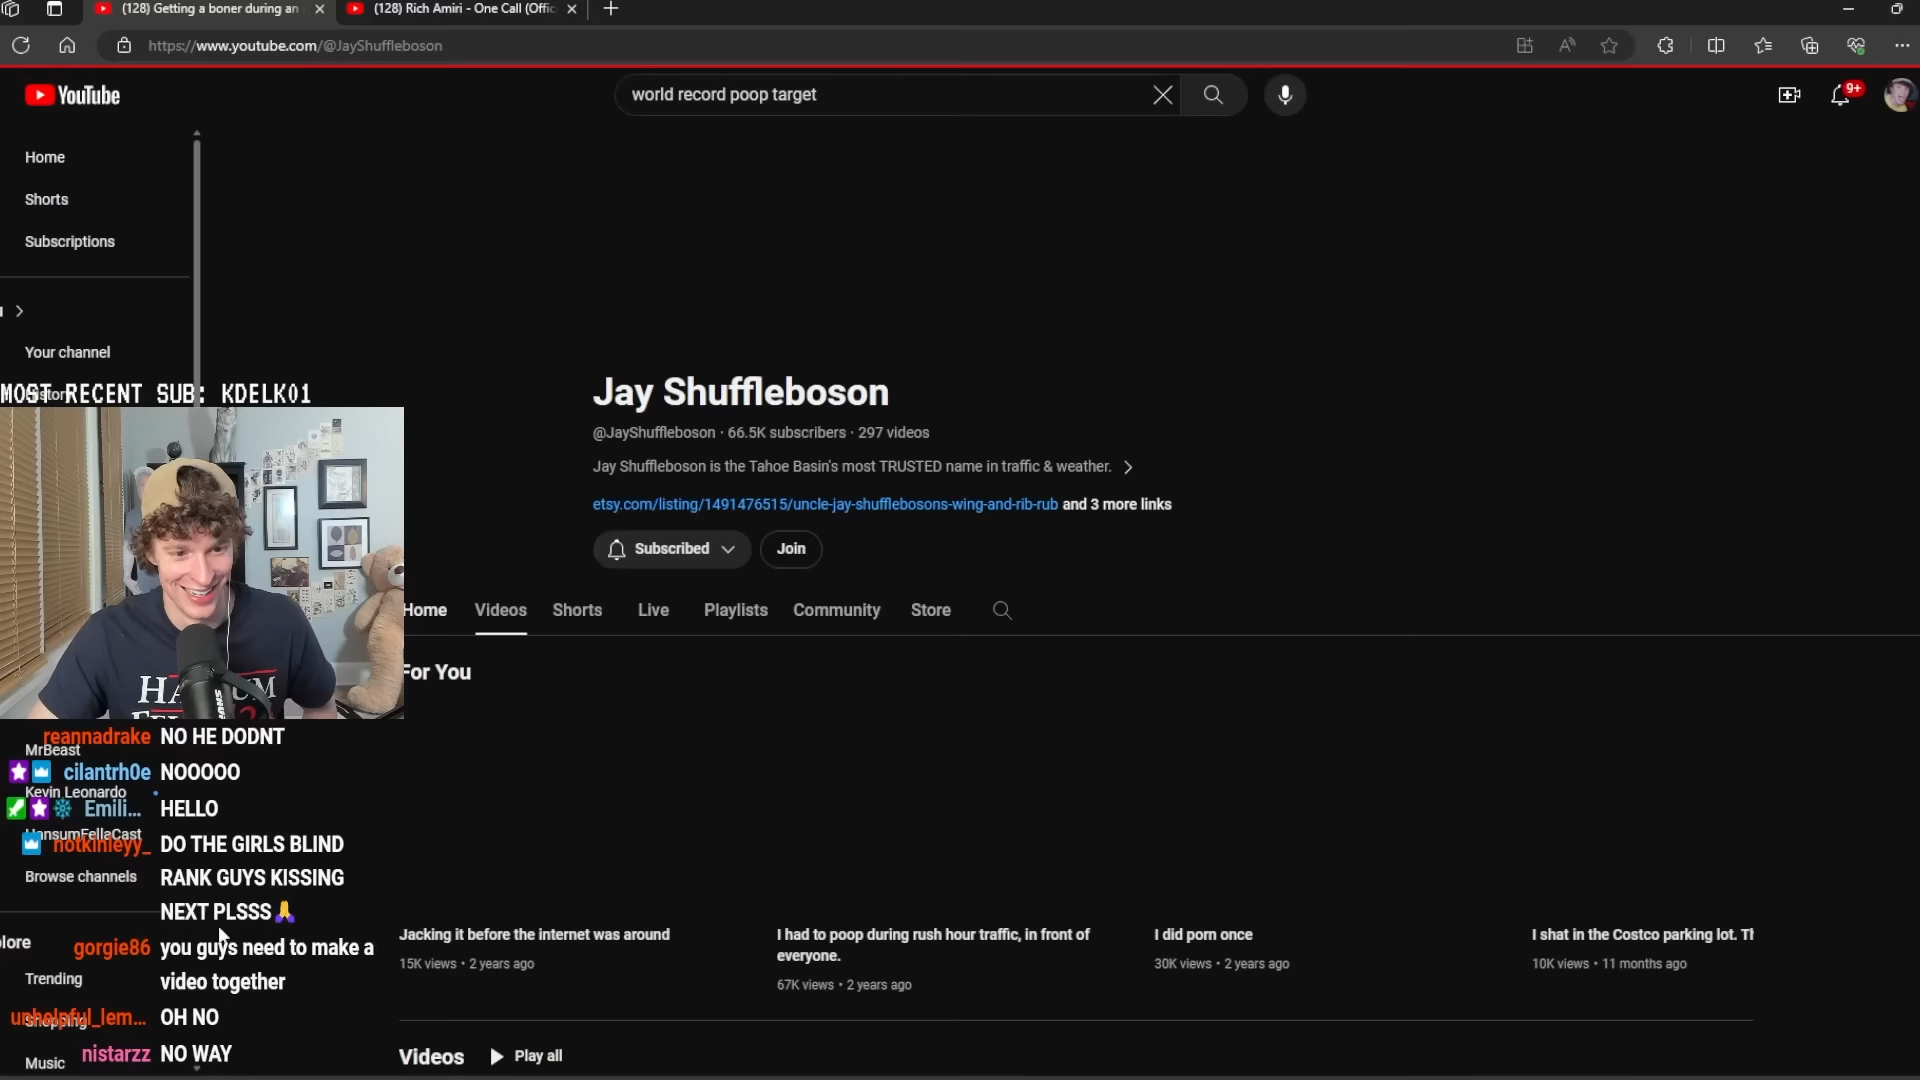 (128) Getting a boner during an
(128) Rich Amiri - One Call (Offic
https://www.youtube.com/@JayShuffleboson
YouTube
world record poop target
9+
Home
Shorts
Subscriptions
Your channel
History
MOST RECENT SUB: KDELK01
Jay Shuffleboson
@JayShuffleboson · 66.5K subscribers · 297 videos
Jay Shuffleboson is the Tahoe Basin's most TRUSTED name in traffic & weather.
etsy.com/listing/1491476515/uncle-jay-shufflebosons-wing-and-rib-rub and 3 more links
Subscribed
Join
Home Videos Shorts Live Playlists Community Store
For You
reannadrake NO HE DODNT
MrBeast
cilantrh0e NOOOOO
Kevin Leonardo
Emili... HELLO
HansumFellaCast
notkinleyy_ DO THE GIRLS BLIND
Browse channels
RANK GUYS KISSING
NEXT PLSSS
plore
gorgie86 you guys need to make a
Trending
video together
unhelpful_lem... OH NO
Shopping
nistarzz NO WAY
Music
Jacking it before the internet was around
15K views • 2 years ago
I had to poop during rush hour traffic, in front of
everyone.
67K views • 2 years ago
I did porn once
30K views • 2 years ago
I shat in the Costco parking lot. Th
10K views • 11 months ago
Videos
Play all